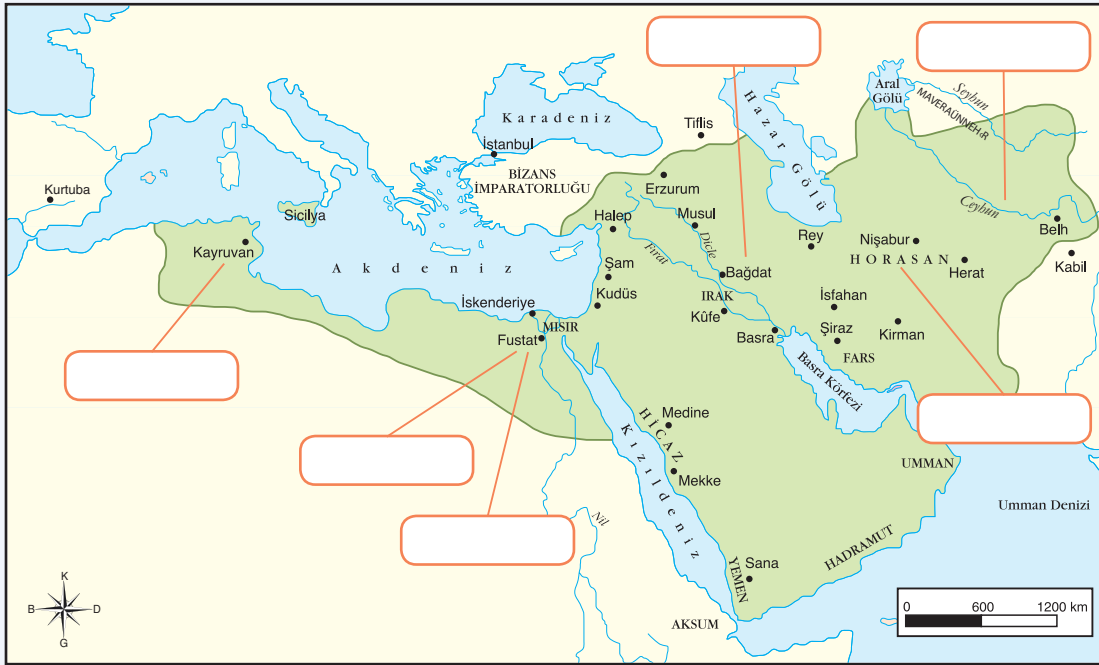 Aral
Gölü
Seyhun
MAVERAÜNNEHİR
Hazar Gölü
Karadeniz
Tiflis
İstanbul
BİZANS
İMPARATORLUĞU
Erzurum
Kurtuba
Sicilya
Kayruvan
Halep
Musul
Dicle
Fırat
Rey
Nişabur
HORASAN
Ceyhun
Belh
Herat
Kabil
Akdeniz
Şam
Kudüs
Bağdat
IRAK
Kûfe
Basra
İsfahan
Şiraz
Kirman
FARS
İskenderiye
MISIR
Fustat
Basra Körfezi
HİCAZ
Medine
Mekke
Kızıldeniz
UMMAN
Umman Denizi
Nil
Sana
YEMEN
HADRAMUT
AKSUM
K
B
D
G
0 600 1200 km